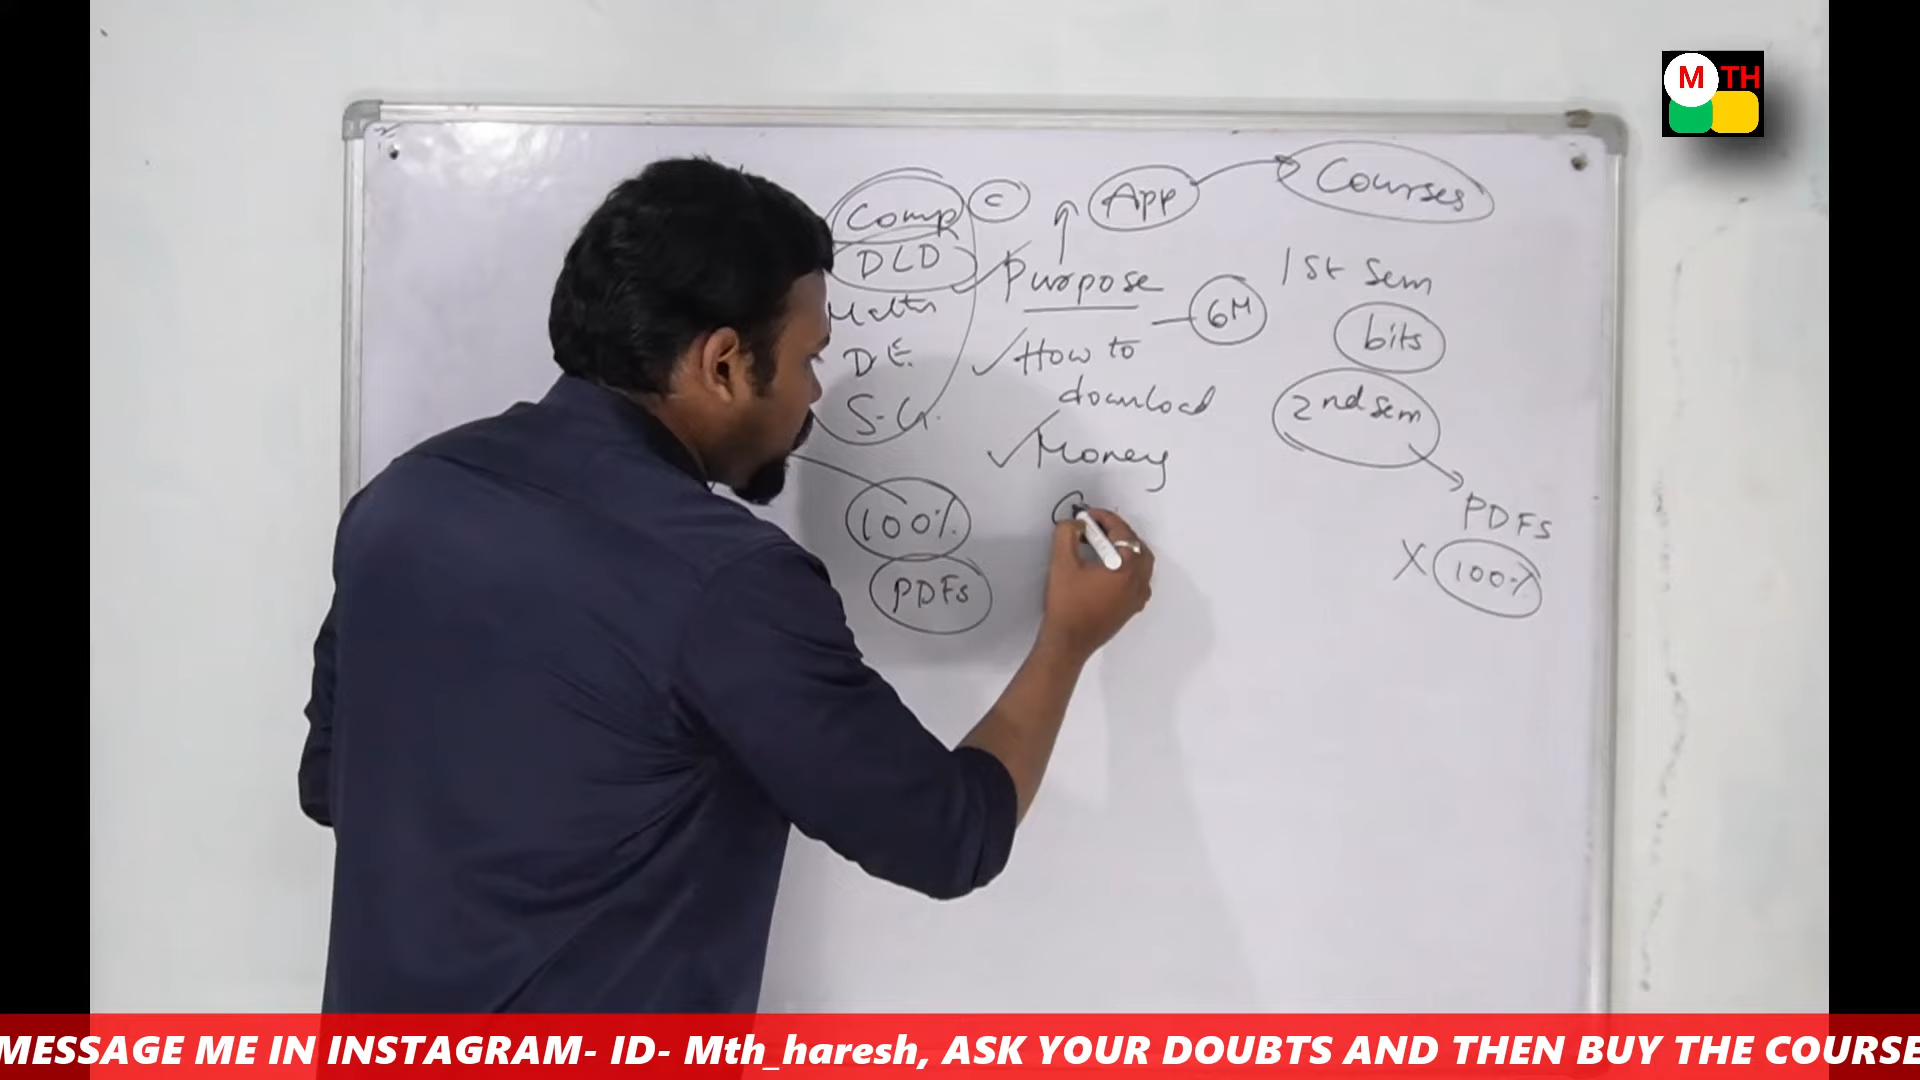 M TH
Comp C
DLD
Maths
D E
S.G.
100%
PDFs
App
Courses
Purpose
6M
How to
download
Money
1st Sem
bits
2nd Sem
PDFs
X 100%
MESSAGE ME IN INSTAGRAM- ID- Mth_haresh, ASK YOUR DOUBTS AND THEN BUY THE COURSE